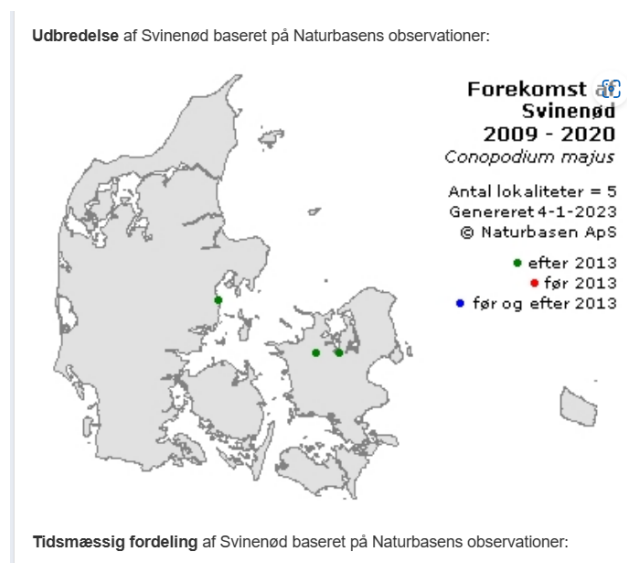 Udbredelse af Svinenød baseret på Naturbasens observationer:
Forekomst af
Svinenød
2009 - 2020
Conopodium majus
Antal lokaliteter = 5
Genereret 4-1-2023
© Naturbasen ApS
efter 2013
før 2013
før og efter 2013
Tidsmæssig fordeling af Svinenød baseret på Naturbasens observationer: